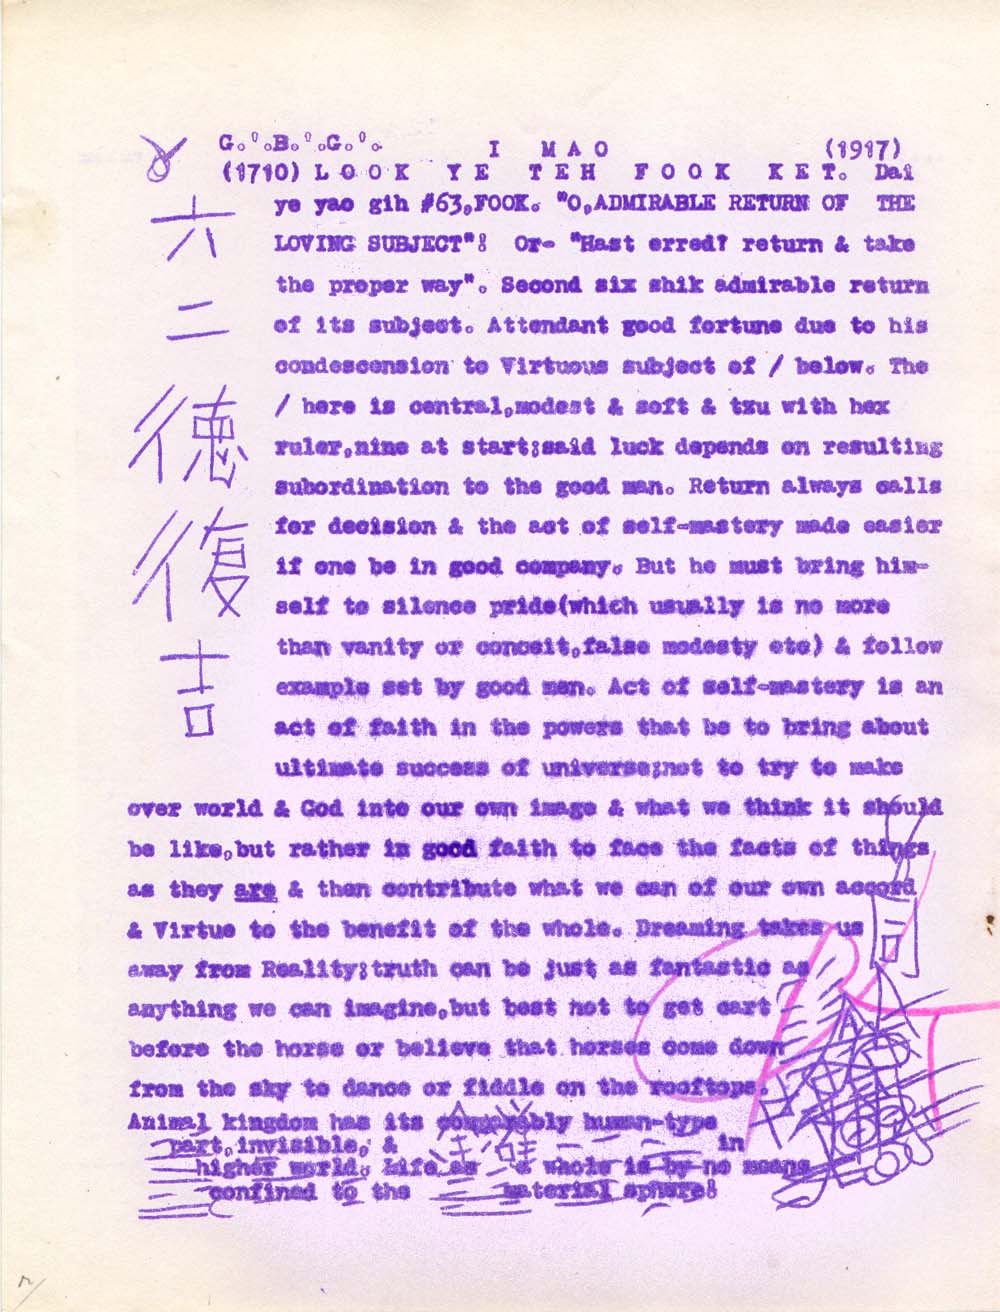 G. B. G. I MAO (1917)
(1710) LOOK YE TEH FOOK KET. Dai
ye yao gih #63, FOOK. "O, ADMIRABLE RETURN OF THE
LOVING SUBJECT"! Or- "Hast erred? return & take
the proper way". Second six shik admirable return
of its subject. Attendant good fortune due to his
condescension to Virtuous subject of / below. The
/ here is central, modest & soft & tzu with hex
ruler, nine at start; said luck depends on resulting
subordination to the good man. Return always calls
for decision & the act of self-mastery made easier
if one be in good company. But he must bring him-
self to silence pride(which usually is no more
than vanity or conceit, false modesty etc) & follow
example set by good men. Act of self-mastery is an
act of faith in the powers that be to bring about
ultimate success of universe; not to try to make
over world & God into our own image & what we think it should
be like, but rather in good faith to face the facts of things
as they are & then contribute what we can of our own accord
& Virtue to the benefit of the whole. Dreaming takes us
away from Reality; truth can be just as fantastic as
anything we can imagine, but best not to get cart
before the horse or believe that horses come down
from the sky to dance or fiddle on the rooftops.
Animal kingdom has its comparably human-type
part, invisible, & in
higher world. Life as a whole is by no means
confined to the material sphere!
六二德復吉